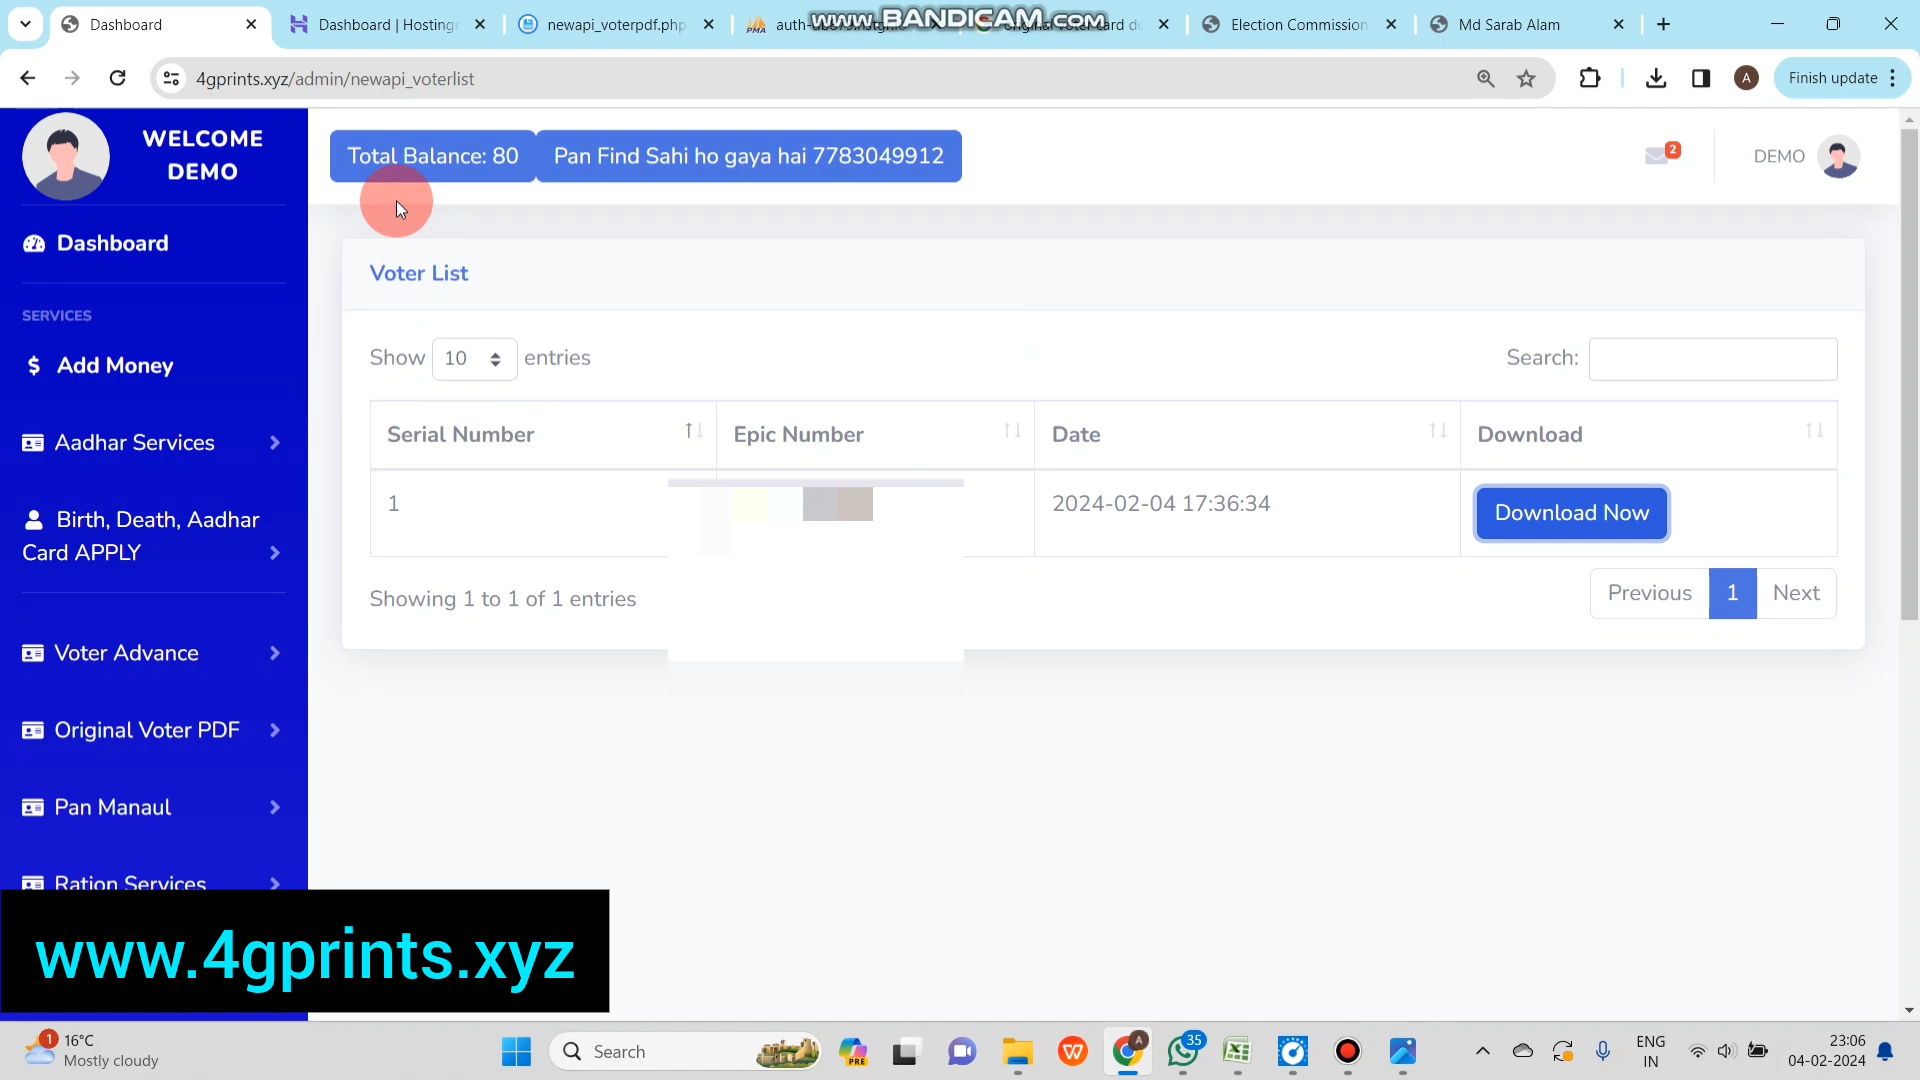 Dashboard
Dashboard | Hostinge
newapi_voterpdf.php
www.BANDICAM.com
Election Commission
Md Sarab Alam
4gprints.xyz/admin/newapi_voterlist
A
Finish update
WELCOME
DEMO
Total Balance: 80
Pan Find Sahi ho gaya hai 7783049912
2
DEMO
Dashboard
SERVICES
Add Money
Aadhar Services
Birth, Death, Aadhar
Card APPLY
Voter Advance
Original Voter PDF
Pan Manaul
Ration Services
Voter List
Show 10 entries
Search:
Serial Number
Epic Number
Date
Download
1
2024-02-04 17:36:34
Download Now
Showing 1 to 1 of 1 entries
Previous
1
Next
www.4gprints.xyz
1
16°C
Mostly cloudy
Search
PRE
A
35
ENG
IN
23:06
04-02-2024